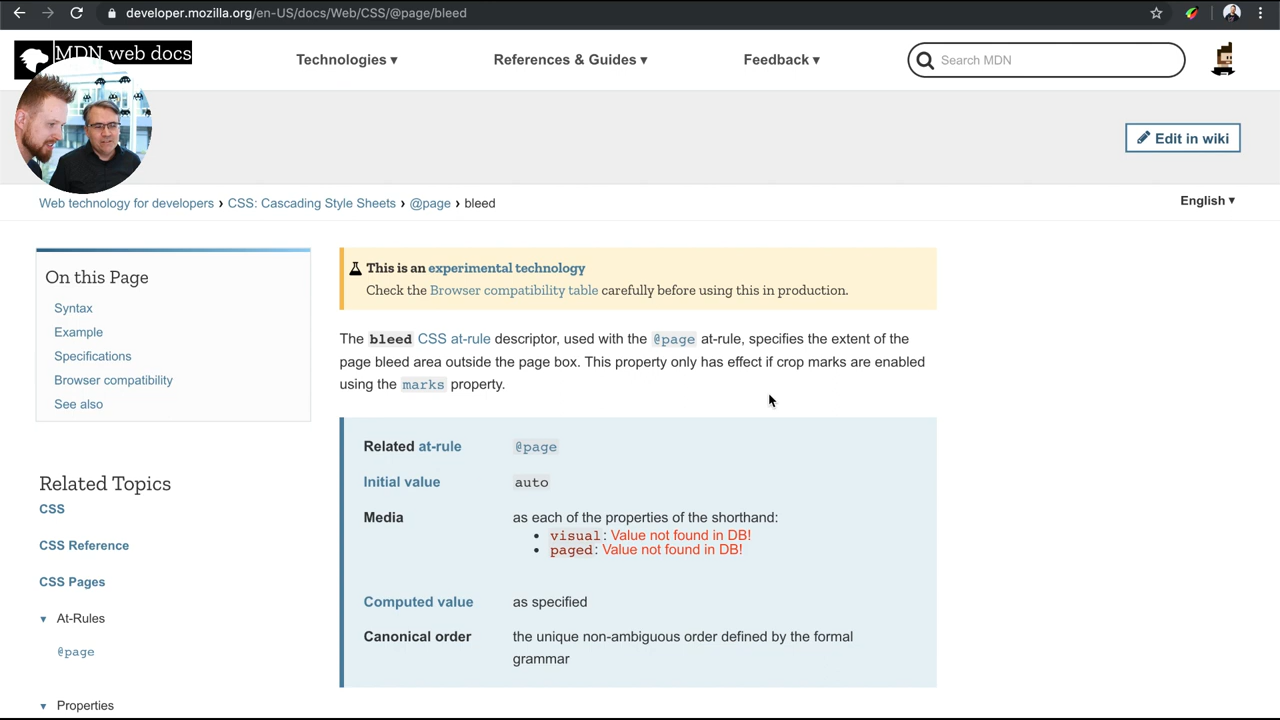 developer.mozilla.org/en-US/docs/Web/CSS/@page/bleed
MDN web docs
Technologies ▾
References & Guides ▾
Feedback ▾
Search MDN
Edit in wiki
Web technology for developers › CSS: Cascading Style Sheets › @page › bleed
English ▾
On this Page
Syntax
Example
Specifications
Browser compatibility
See also
Related Topics
CSS
CSS Reference
CSS Pages
▾ At-Rules
@page
▾ Properties
This is an experimental technology
Check the Browser compatibility table carefully before using this in production.
The bleed CSS at-rule descriptor, used with the @page at-rule, specifies the extent of the
page bleed area outside the page box. This property only has effect if crop marks are enabled
using the marks property.
Related at-rule @page
Initial value auto
Media as each of the properties of the shorthand:
• visual: Value not found in DB!
• paged: Value not found in DB!
Computed value as specified
Canonical order the unique non-ambiguous order defined by the formal
grammar